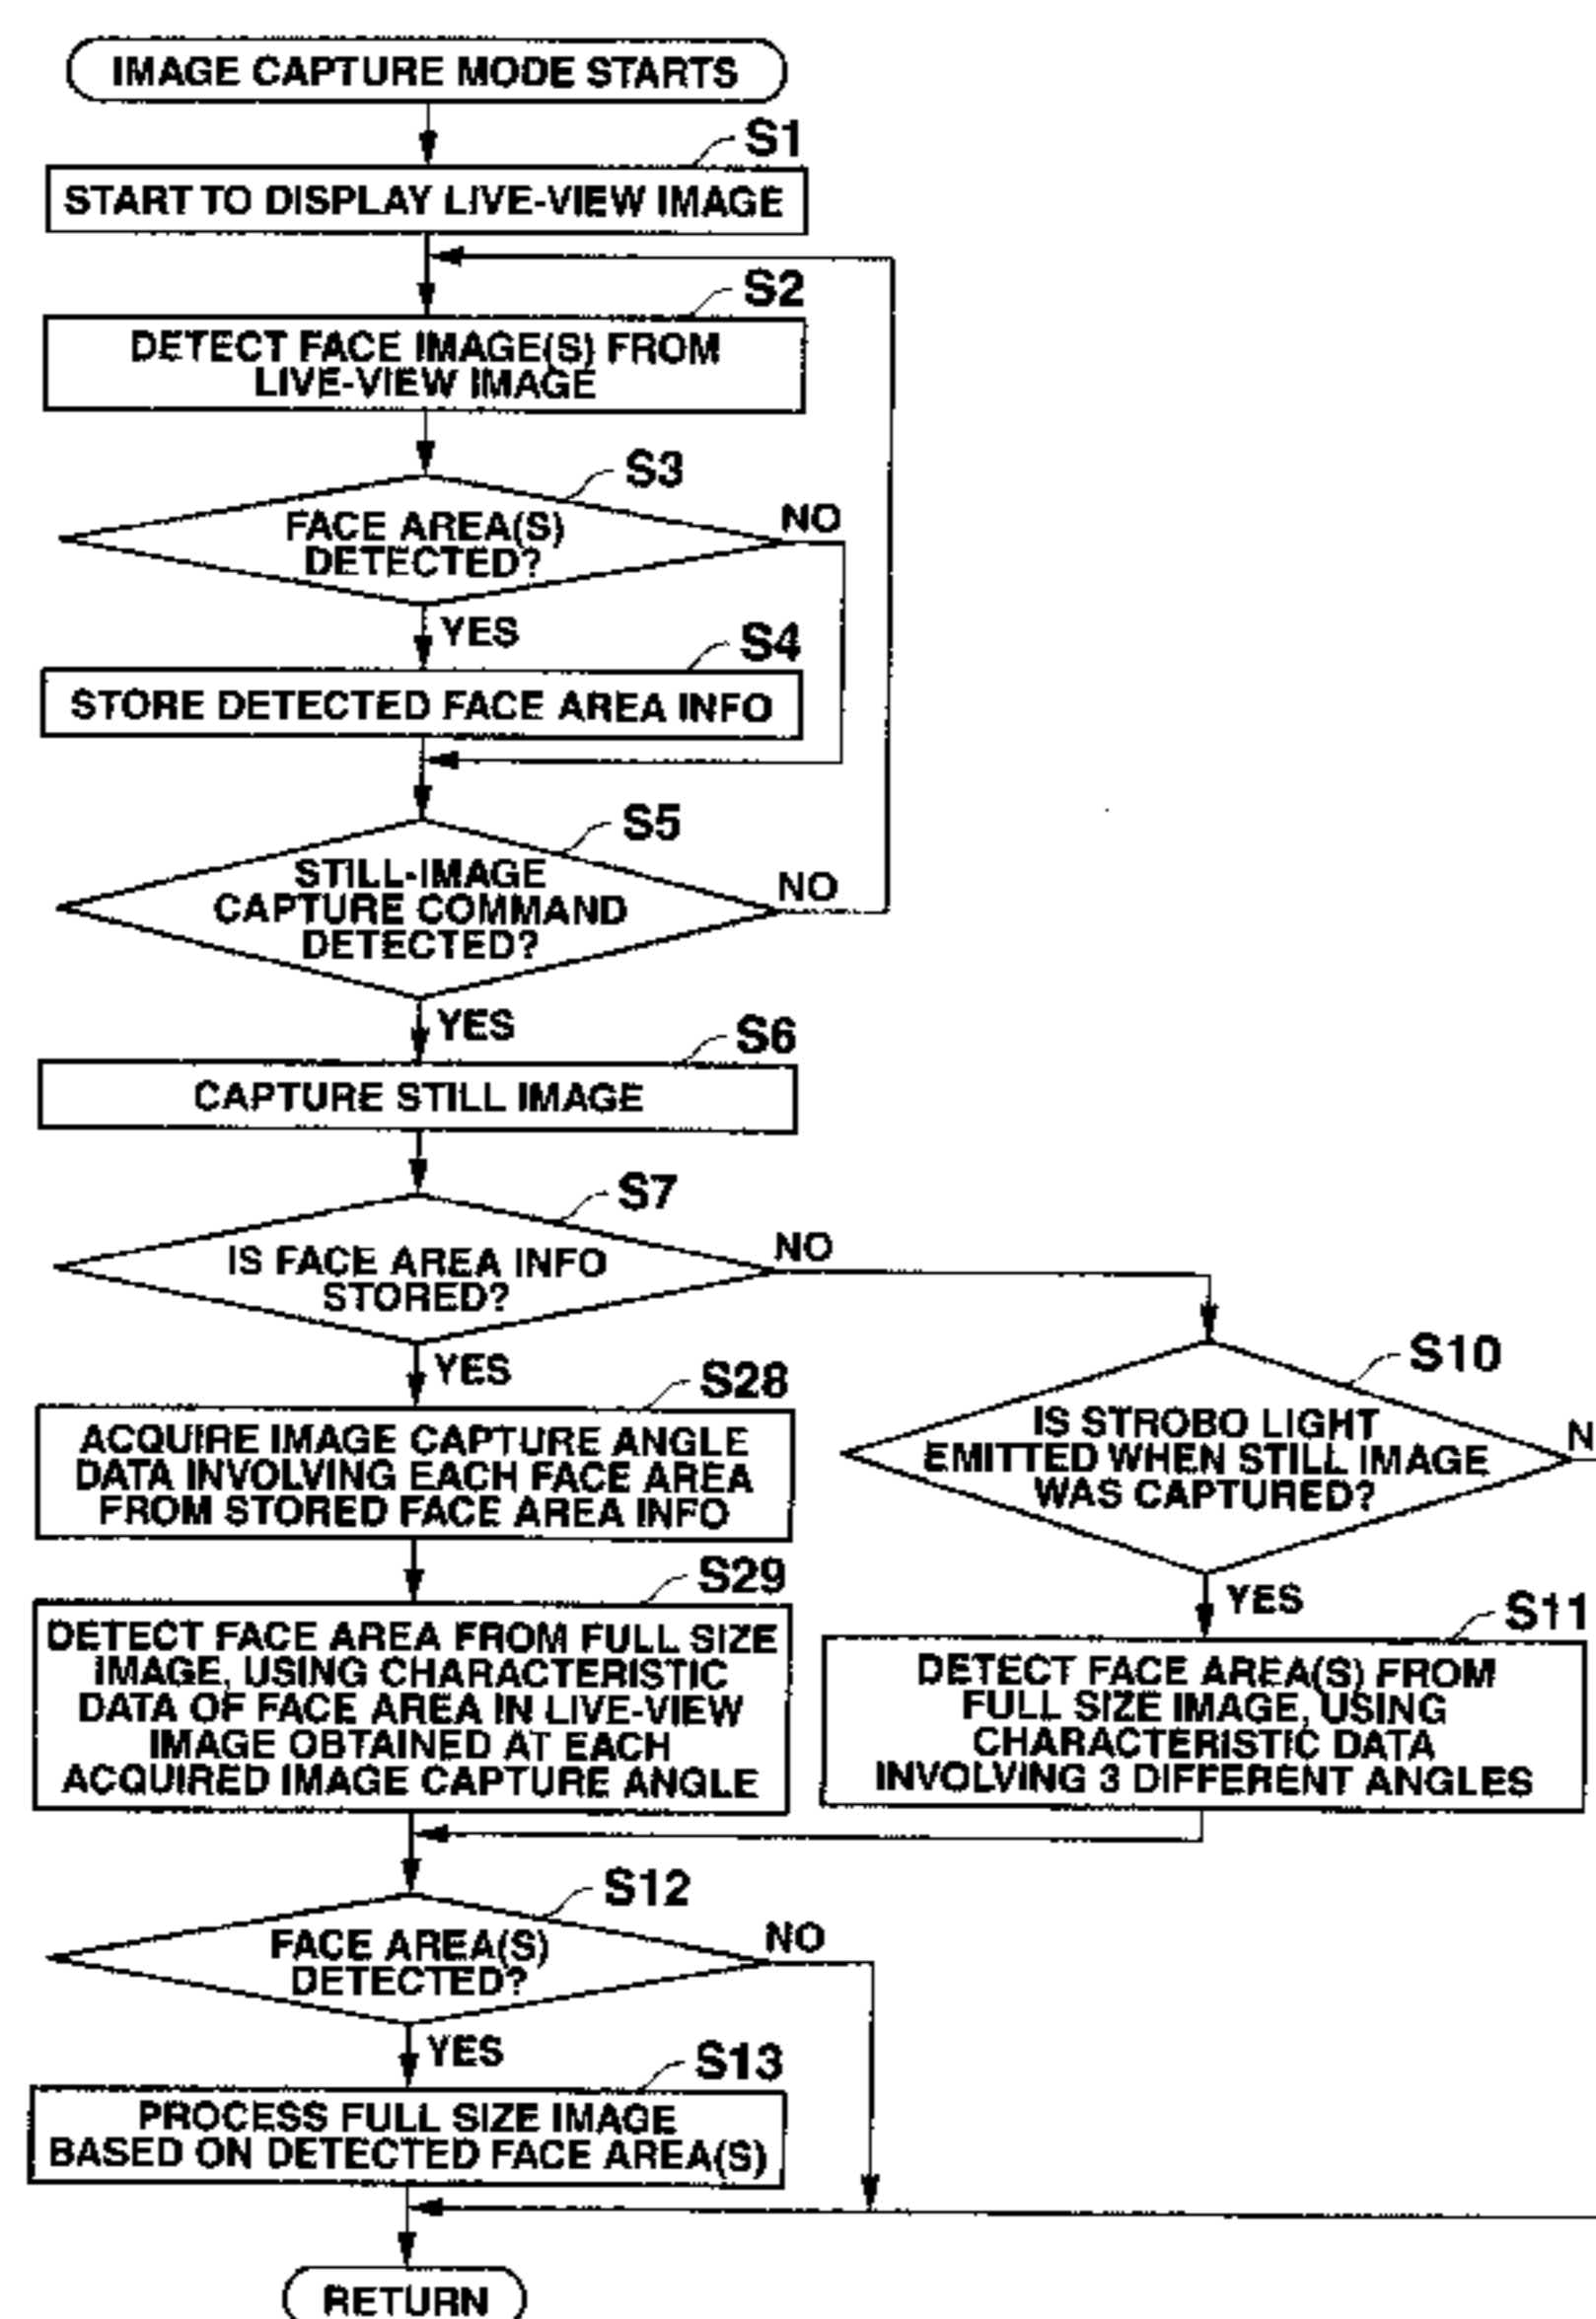 IMAGE CAPTURE MODE STARTS
S1
START TO DISPLAY LIVE-VIEW IMAGE
S2
DETECT FACE IMAGE(S) FROM
LIVE-VIEW IMAGE
S3
FACE AREA(S)
DETECTED?
NO
YES
S4
STORE DETECTED FACE AREA INFO
S5
STILL-IMAGE
CAPTURE COMMAND
DETECTED?
NO
YES
S6
CAPTURE STILL IMAGE
S7
IS FACE AREA INFO
STORED?
NO
YES
S28
ACQUIRE IMAGE CAPTURE ANGLE
DATA INVOLVING EACH FACE AREA
FROM STORED FACE AREA INFO
S10
IS STROBO LIGHT
EMITTED WHEN STILL IMAGE
WAS CAPTURED?
N
YES
S29
DETECT FACE AREA FROM FULL SIZE
IMAGE, USING CHARACTERISTIC
DATA OF FACE AREA IN LIVE-VIEW
IMAGE OBTAINED AT EACH
ACQUIRED IMAGE CAPTURE ANGLE
S11
DETECT FACE AREA(S) FROM
FULL SIZE IMAGE, USING
CHARACTERISTIC DATA
INVOLVING 3 DIFFERENT ANGLES
S12
FACE AREA(S)
DETECTED?
NO
YES
S13
PROCESS FULL SIZE IMAGE
BASED ON DETECTED FACE AREA(S)
RETURN